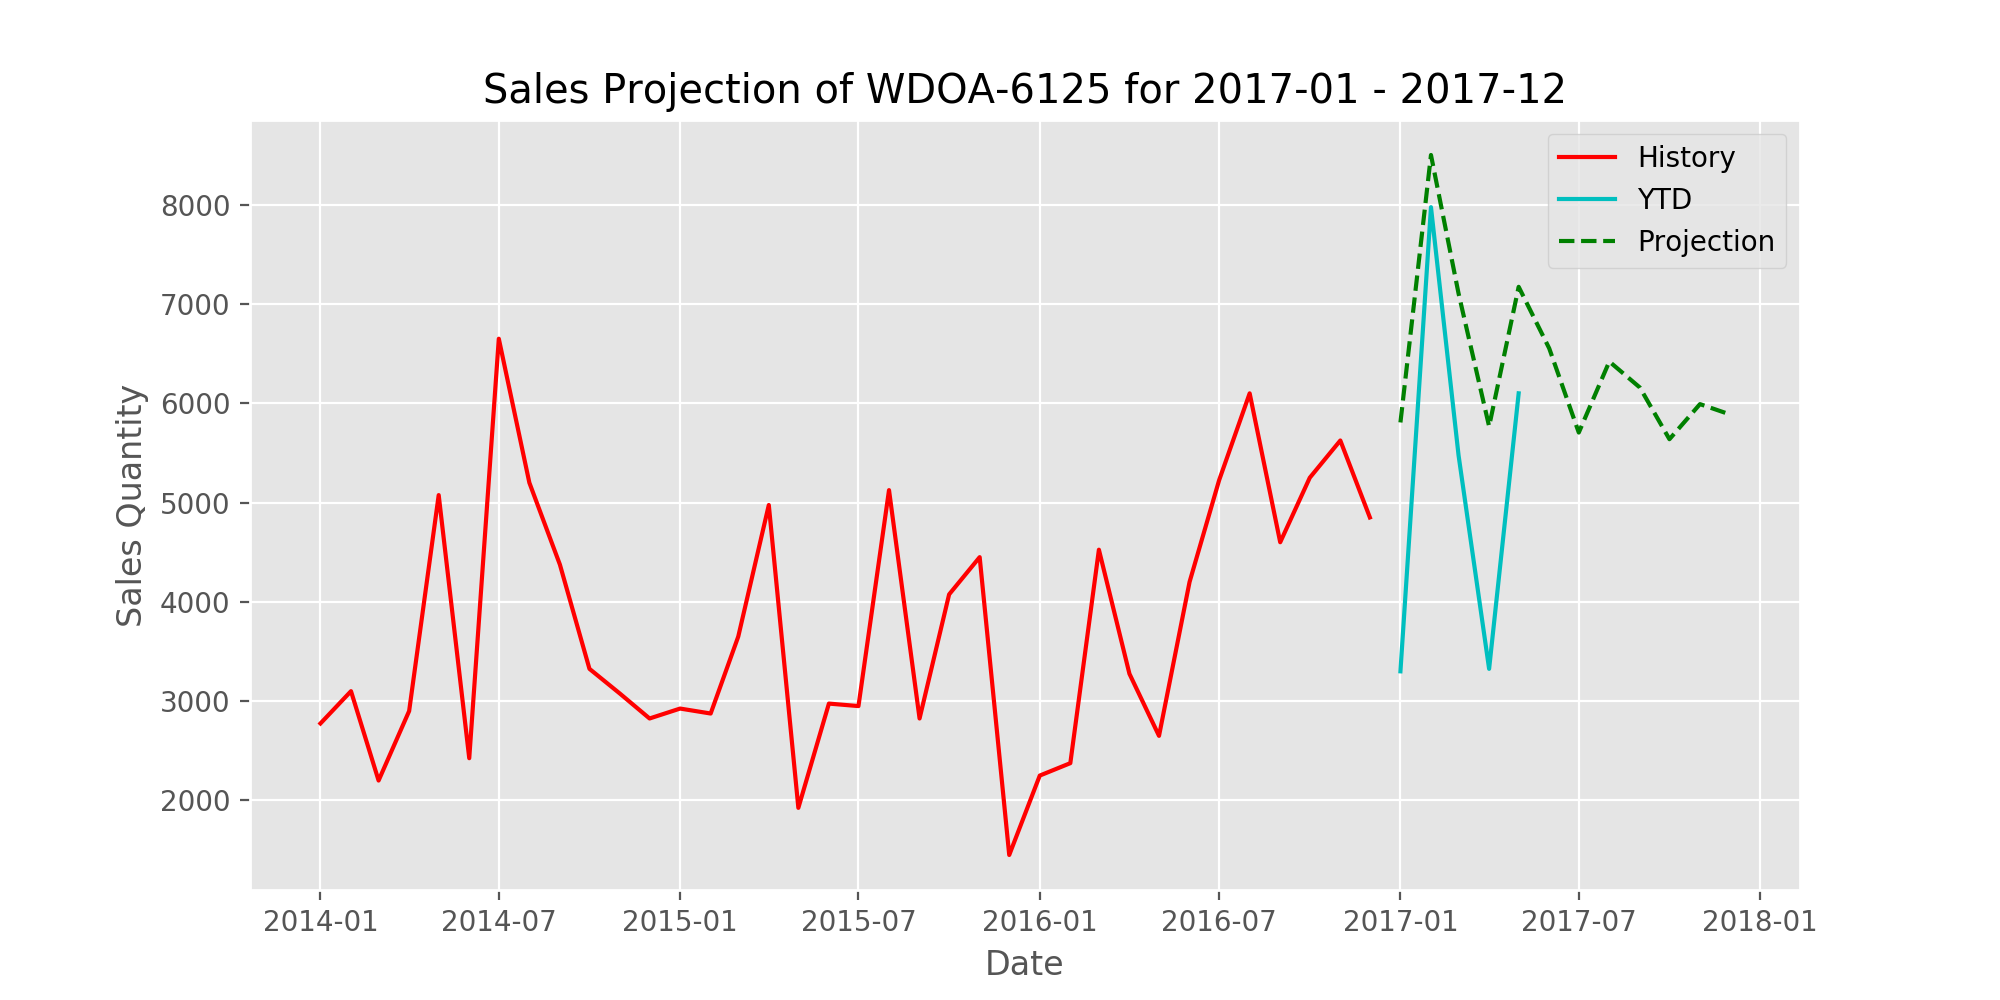 Sales Projection of WDOA-6125 for 2017-01 - 2017-12
History
YTD
Projection
8000
7000
6000
5000
4000
3000
2000
Sales Quantity
2014-01 2014-07 2015-01 2015-07 2016-01 2016-07 2017-01 2017-07 2018-01
Date